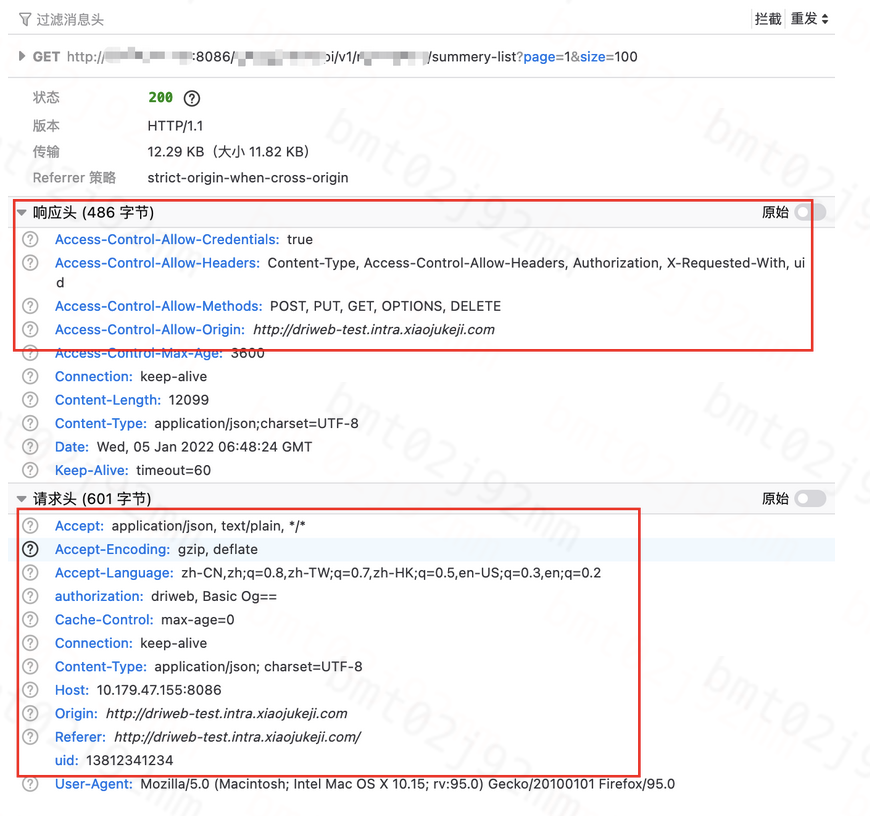 过滤消息头
拦截 重发
GET http:// :8086/ pi/v1/r /summery-list?page=1&size=100
状态 200
版本 HTTP/1.1
传输 12.29 KB（大小 11.82 KB）
Referrer 策略 strict-origin-when-cross-origin
响应头 (486 字节) 原始
Access-Control-Allow-Credentials: true
Access-Control-Allow-Headers: Content-Type, Access-Control-Allow-Headers, Authorization, X-Requested-With, ui
d
Access-Control-Allow-Methods: POST, PUT, GET, OPTIONS, DELETE
Access-Control-Allow-Origin: http://driweb-test.intra.xiaojukeji.com
Access-Control-Max-Age: 3600
Connection: keep-alive
Content-Length: 12099
Content-Type: application/json;charset=UTF-8
Date: Wed, 05 Jan 2022 06:48:24 GMT
Keep-Alive: timeout=60
请求头 (601 字节) 原始
Accept: application/json, text/plain, */*
Accept-Encoding: gzip, deflate
Accept-Language: zh-CN,zh;q=0.8,zh-TW;q=0.7,zh-HK;q=0.5,en-US;q=0.3,en;q=0.2
authorization: driweb, Basic Og==
Cache-Control: max-age=0
Connection: keep-alive
Content-Type: application/json; charset=UTF-8
Host: 10.179.47.155:8086
Origin: http://driweb-test.intra.xiaojukeji.com
Referer: http://driweb-test.intra.xiaojukeji.com/
uid: 13812341234
User-Agent: Mozilla/5.0 (Macintosh; Intel Mac OS X 10.15; rv:95.0) Gecko/20100101 Firefox/95.0
bmt02j92mm